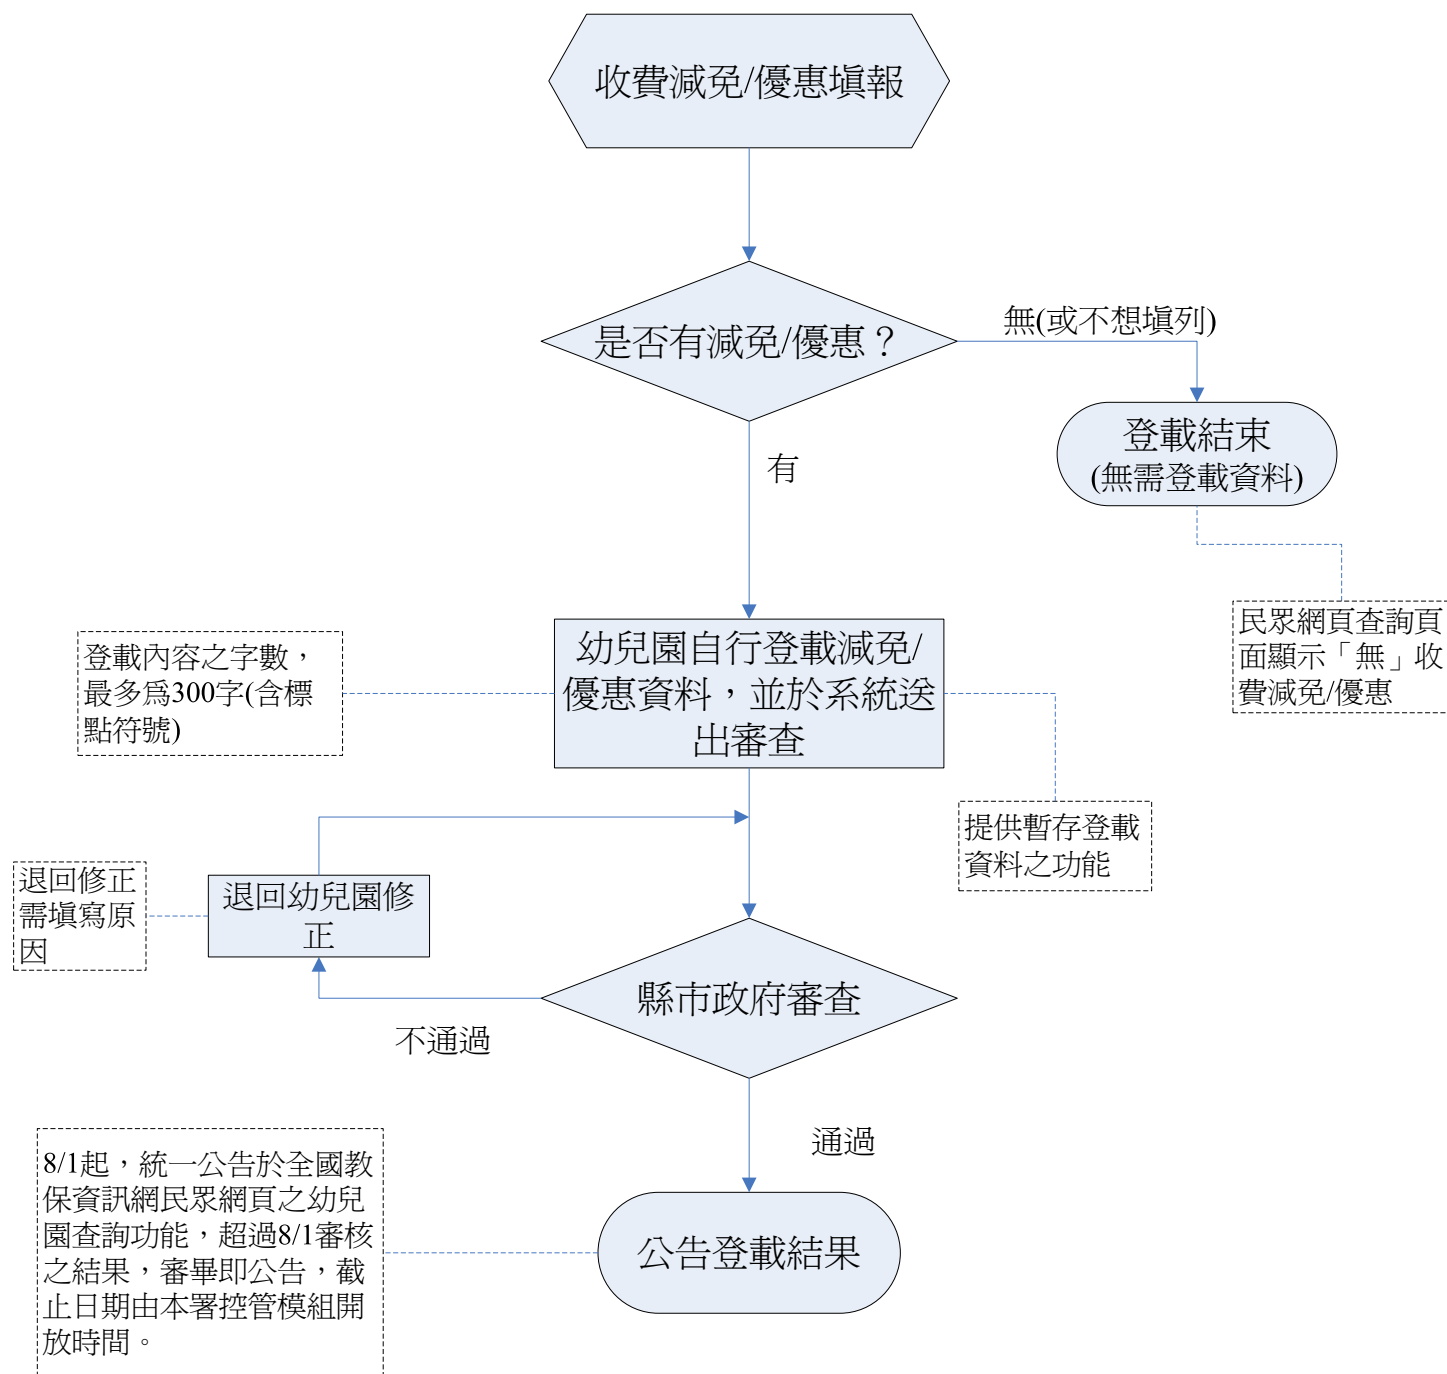 收費減免/優惠填報
是否有減免/優惠？
無(或不想填列)
登載結束
(無需登載資料)
有
民眾網頁查詢頁
面顯示「無」收
費減免/優惠
登載內容之字數，
最多為300字(含標
點符號)
幼兒園自行登載減免/
優惠資料，並於系統送
出審查
提供暫存登載
資料之功能
退回修正
需填寫原
因
退回幼兒園修
正
縣市政府審查
不通過
通過
8/1起，統一公告於全國教
保資訊網民眾網頁之幼兒
園查詢功能，超過8/1審核
之結果，審畢即公告，截
止日期由本署控管模組開
放時間。
公告登載結果